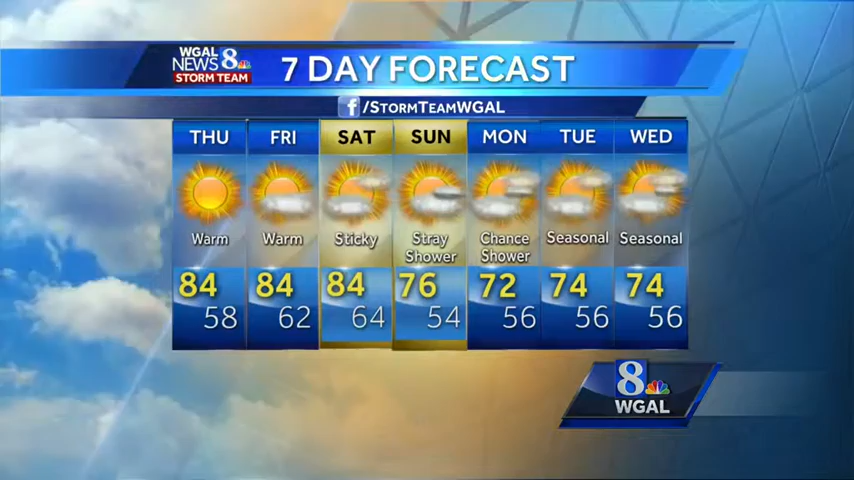 WGAL
NEWS 8
STORM TEAM
7 DAY FORECAST
f/STORMTEAMWGAL
THU FRI SAT SUN MON TUE WED
Warm Warm Sticky Stray Shower Chance Shower Seasonal Seasonal
84 84 84 76 72 74 74
58 62 64 54 56 56 56
8
WGAL